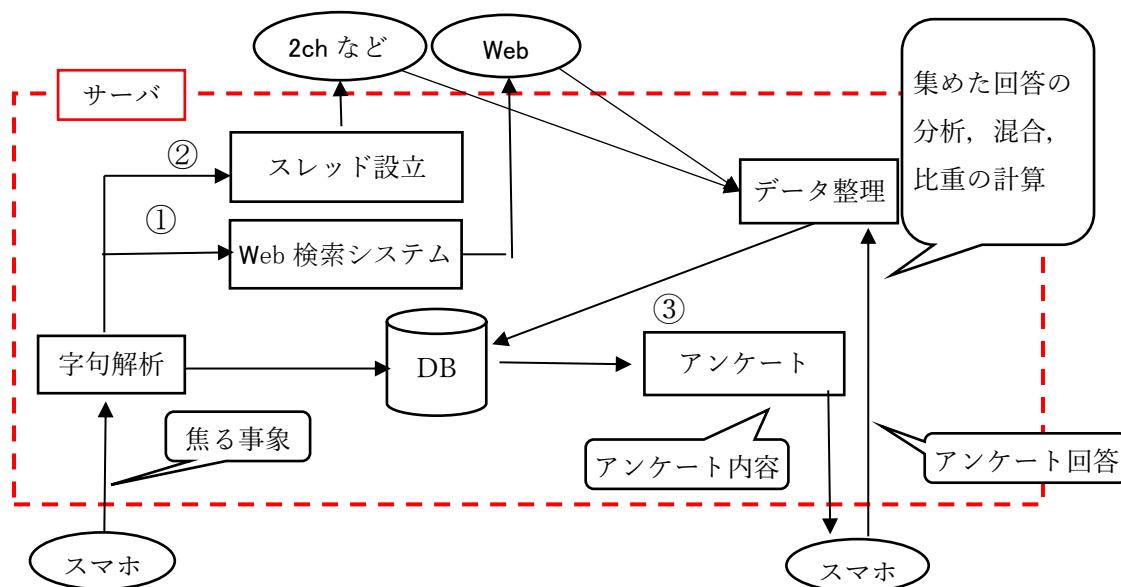 2ch など
Web
サーバ
集めた回答の
分析，混合，
比重の計算
②
スレッド設立
データ整理
①
Web 検索システム
③
字句解析
DB
アンケート
焦る事象
アンケート内容
アンケート回答
スマホ
スマホ